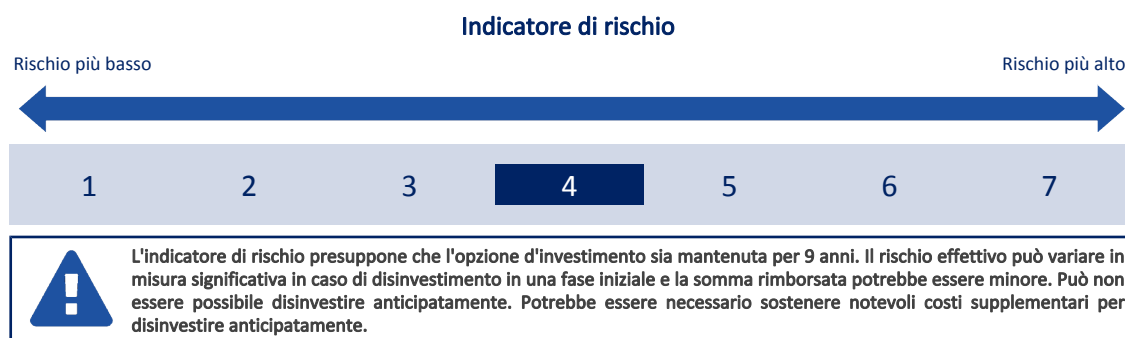 Indicatore di rischio
Rischio più basso
Rischio più alto
1 2 3 4 5 6 7
L'indicatore di rischio presuppone che l'opzione d'investimento sia mantenuta per 9 anni. Il rischio effettivo può variare in
misura significativa in caso di disinvestimento in una fase iniziale e la somma rimborsata potrebbe essere minore. Può non
essere possibile disinvestire anticipatamente. Potrebbe essere necessario sostenere notevoli costi supplementari per
disinvestire anticipatamente.